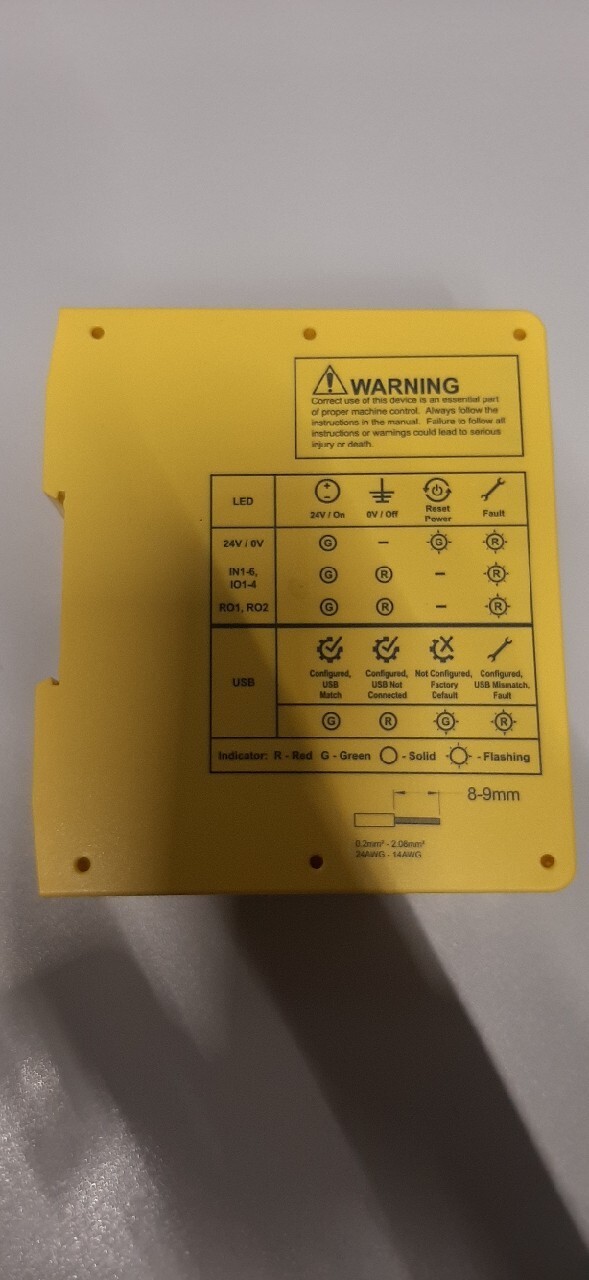 WARNING
Correct use of this device is an essential part
of proper machine control. Always follow the
instructions in the manual. Failure to follow all
instructions or warnings could lead to serious
injury or death.
LED
24V / On
0V / Off
Reset
Power
Fault
24V / 0V G – G R
IN1-6,
IO1-4
G R – R
RO1, RO2 G R – R
USB
Configured,
USB
Match
Configured,
USB Not
Connected
Not Configured,
Factory
Default
Configured,
USB Mismatch,
Fault
G R G R
Indicator: R - Red G - Green - Solid - Flashing
8-9mm
0.2mm² - 2.08mm²
24AWG - 14AWG